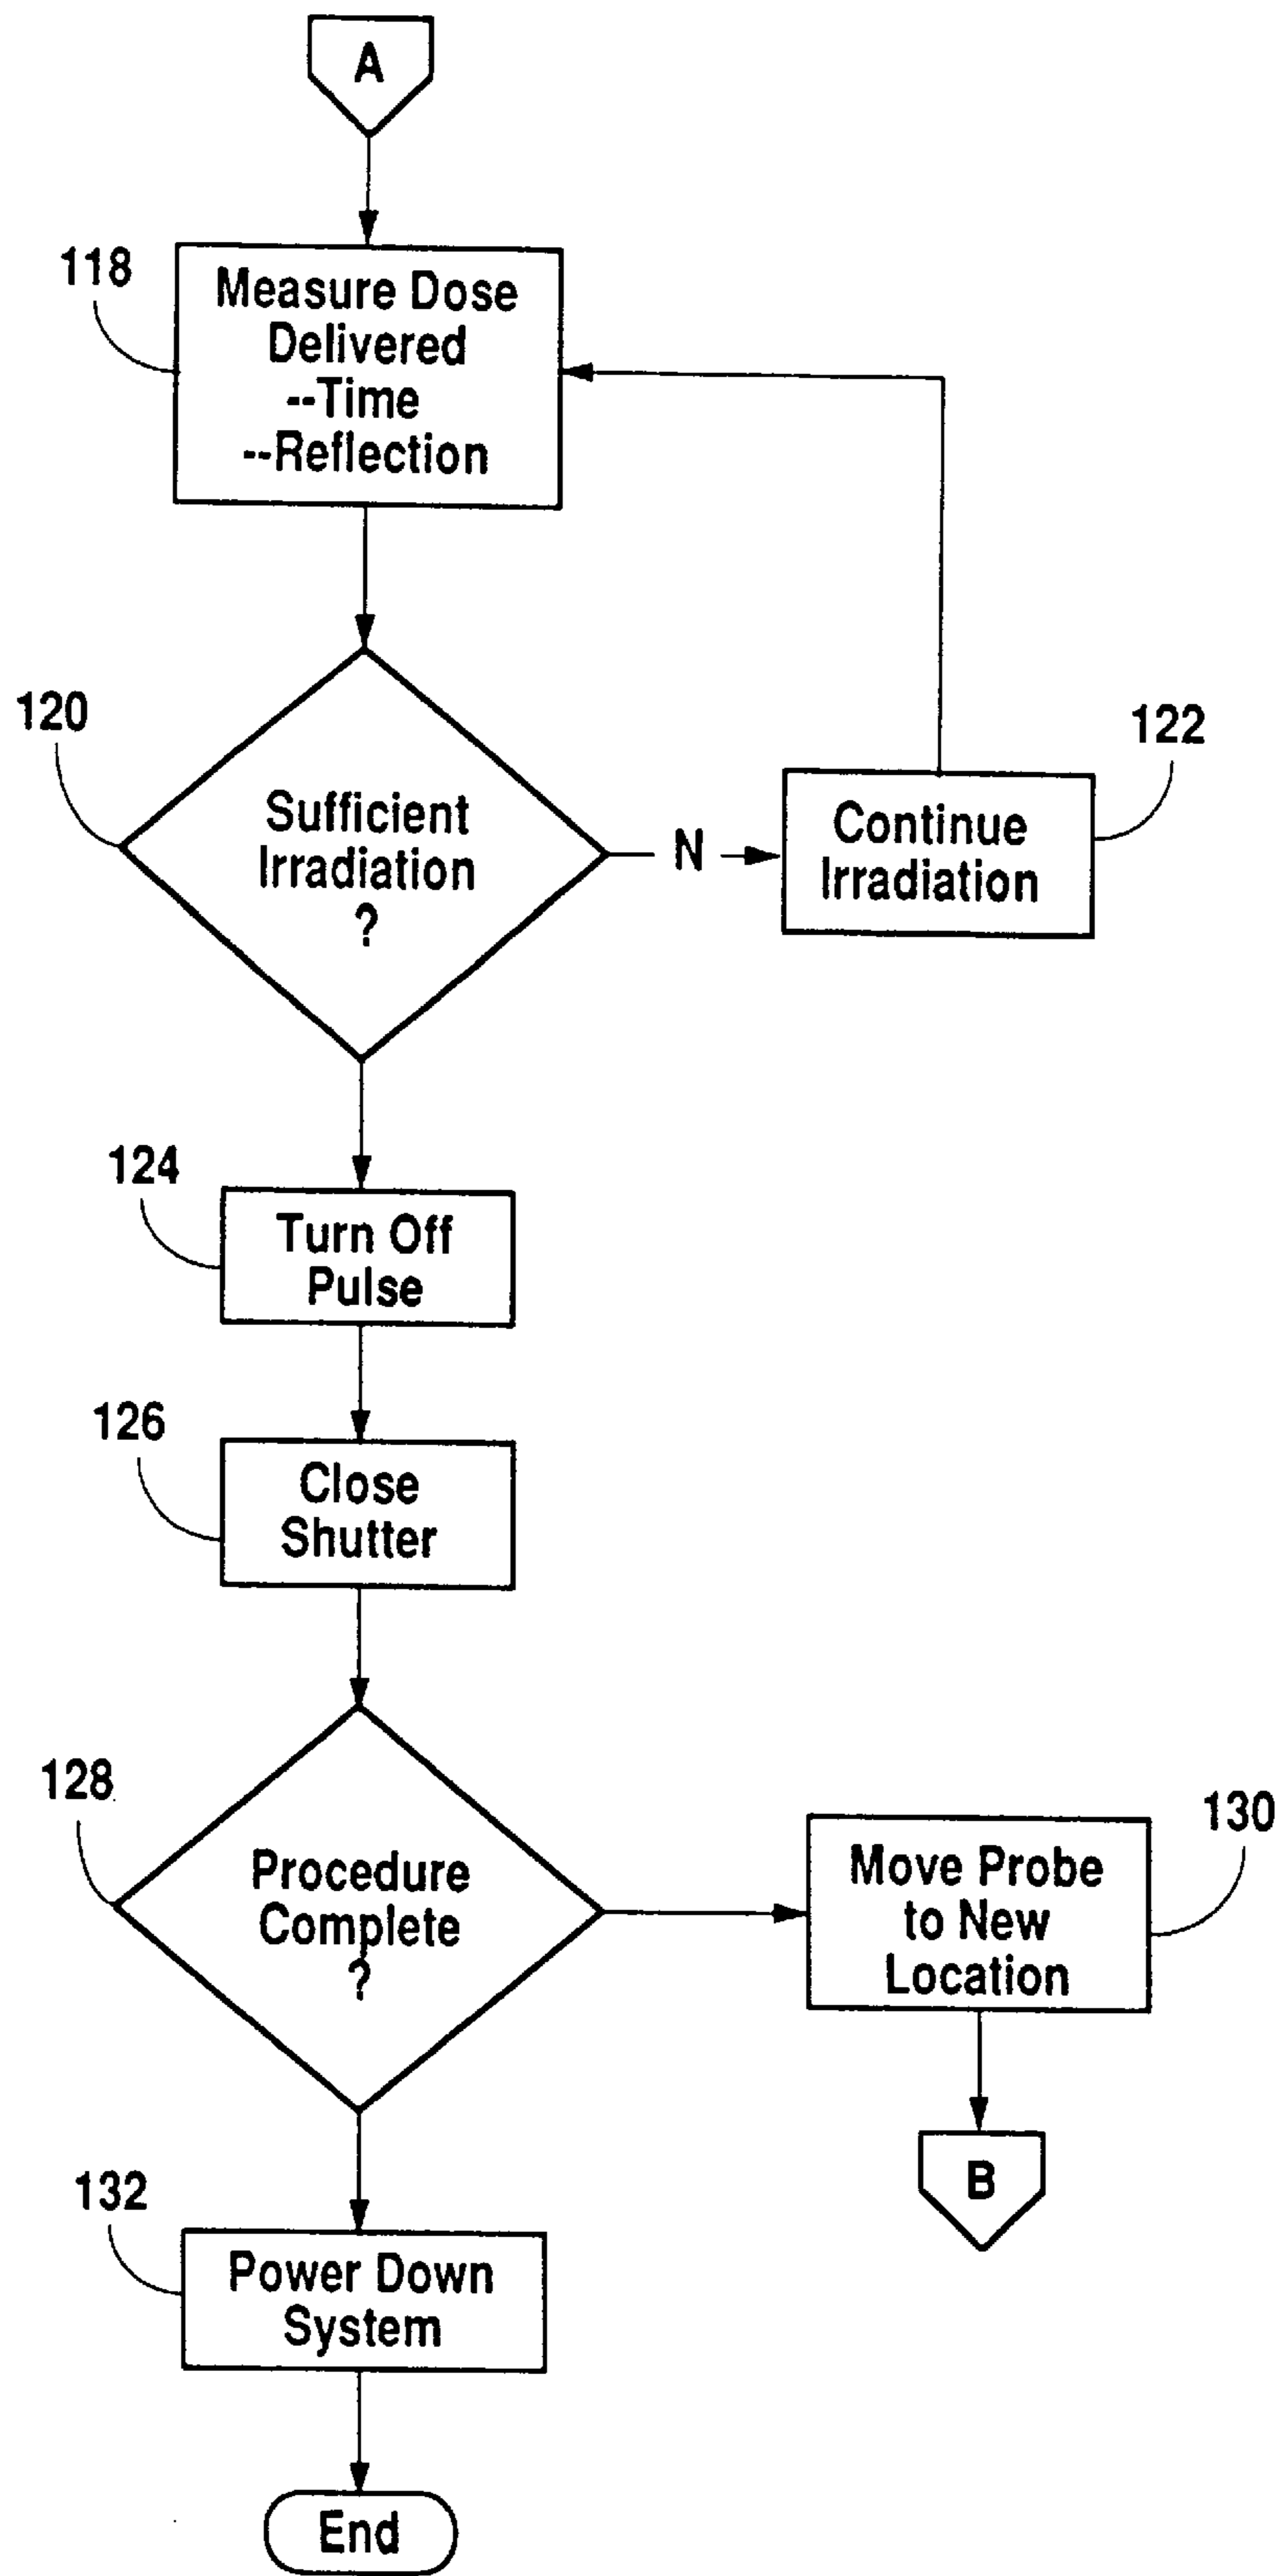 A
118
Measure Dose
Delivered
--Time
--Reflection
120
Sufficient
Irradiation
?
N
122
Continue
Irradiation
124
Turn Off
Pulse
126
Close
Shutter
128
Procedure
Complete
?
130
Move Probe
to New
Location
B
132
Power Down
System
End